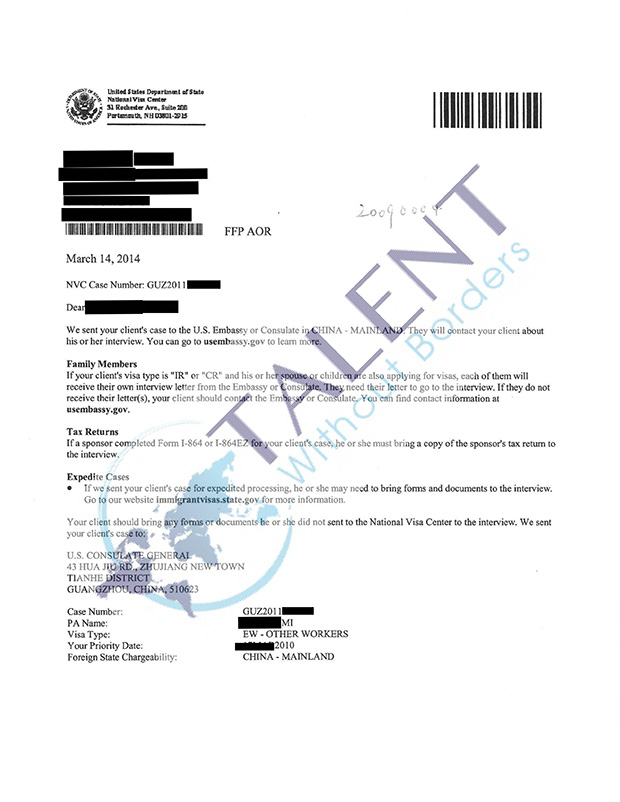 United States Department of State
National Visa Center
31 Rochester Ave., Suite 200
Portsmouth, NH 03801-2915
20090004
FFP AOR
March 14, 2014
NVC Case Number: GUZ2011
Dear
We sent your client's case to the U.S. Embassy or Consulate in CHINA - MAINLAND. They will contact your client about
his or her interview. You can go to usembassy.gov to learn more.
Family Members
If your client's visa type is "IR" or "CR" and his or her spouse or children are also applying for visas, each of them will
receive their own interview letter from the Embassy or Consulate. They need their letter to go to the interview. If they do not
receive their letter(s), your client should contact the Embassy or Consulate. You can find contact information at
usembassy.gov.
Tax Returns
If a sponsor completed Form I-864 or I-864EZ for your client's case, he or she must bring a copy of the sponsor's tax return to
the interview.
Expedite Cases
• If we sent your client's case for expedited processing, he or she may need to bring forms and documents to the interview.
Go to our website immigrantvisas.state.gov for more information.
Your client should bring any forms or documents he or she did not sent to the National Visa Center to the interview. We sent
your client's case to:
U.S. CONSULATE GENERAL
43 HUA JIU RD., ZHUJIANG NEW TOWN
TIANHE DISTRICT
GUANGZHOU, CHINA, 510623
Case Number: GUZ2011
PA Name: MI
Visa Type: EW - OTHER WORKERS
Your Priority Date: 2010
Foreign State Chargeability: CHINA - MAINLAND
TALENT
Without Borders